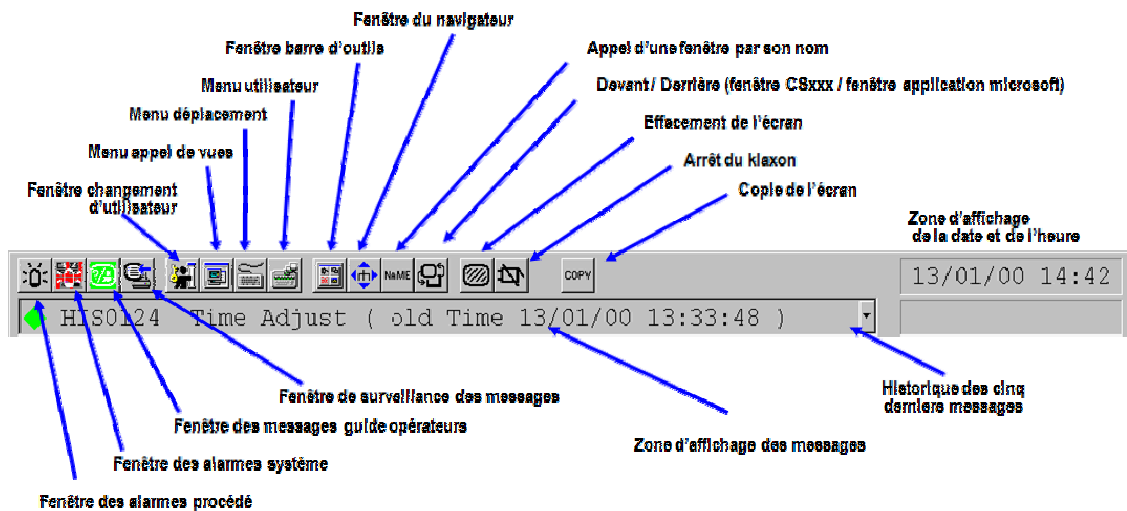 Fenêtre du navigateur
Fenêtre barre d'outils
Appel d'une fenêtre par son nom
Menu utilisateur
Devant / Derrière (fenêtre CSxxx / fenêtre application microsoft)
Menu déplacement
Effacement de l'écran
Menu appel de vues
Arrêt du klaxon
Fenêtre changement
d'utilisateur
Copie de l'écran
Zone d'affichage
de la date et de l'heure
NaME
COPY
13/01/00 14:42
HIS0124 Time Adjust ( old Time 13/01/00 13:33:48 )
Fenêtre de surveillance des messages
Historique des cinq
derniers messages
Fenêtre des messages guide opérateurs
Zone d'affichage des messages
Fenêtre des alarmes système
Fenêtre des alarmes procédé